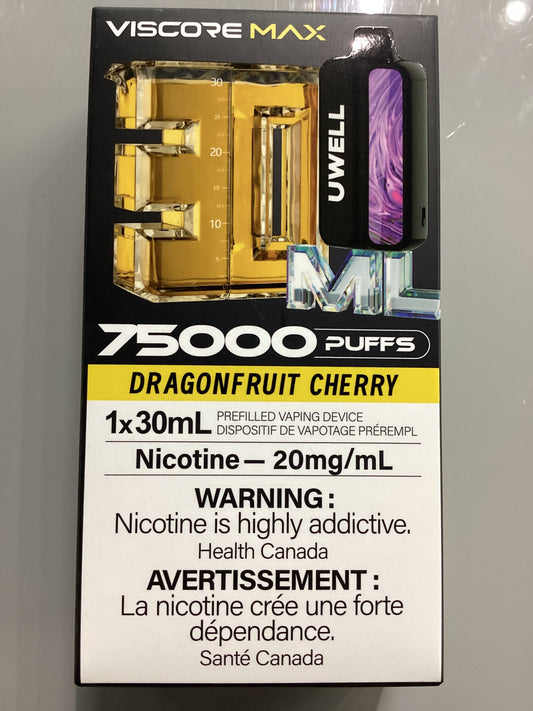 VISCORE MAX
30
20
10
UWELL
30
ML
75000 PUFFS
DRAGONFRUIT CHERRY
1x30mL PREFILLED VAPING DEVICE
DISPOSITIF DE VAPOTAGE PRÉREMPL
Nicotine — 20mg/mL
WARNING :
Nicotine is highly addictive.
Health Canada
AVERTISSEMENT :
La nicotine crée une forte
dépendance.
Santé Canada